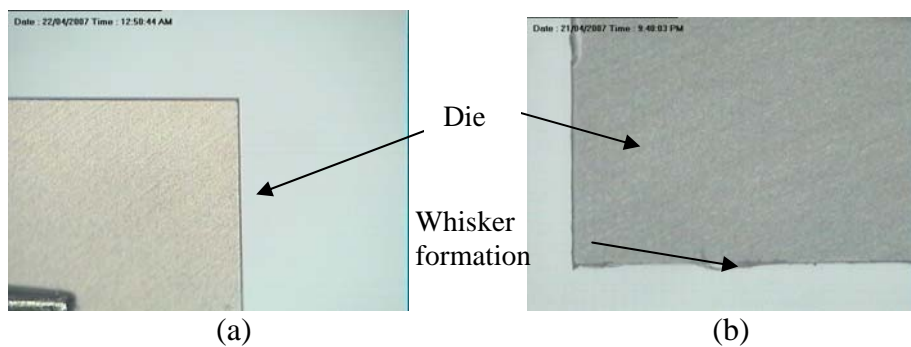 Date : 22/04/2007 Time : 12:50:44 AM
Date : 21/04/2007 Time : 9:40:03 PM
Die
Whisker
formation
(a)
(b)